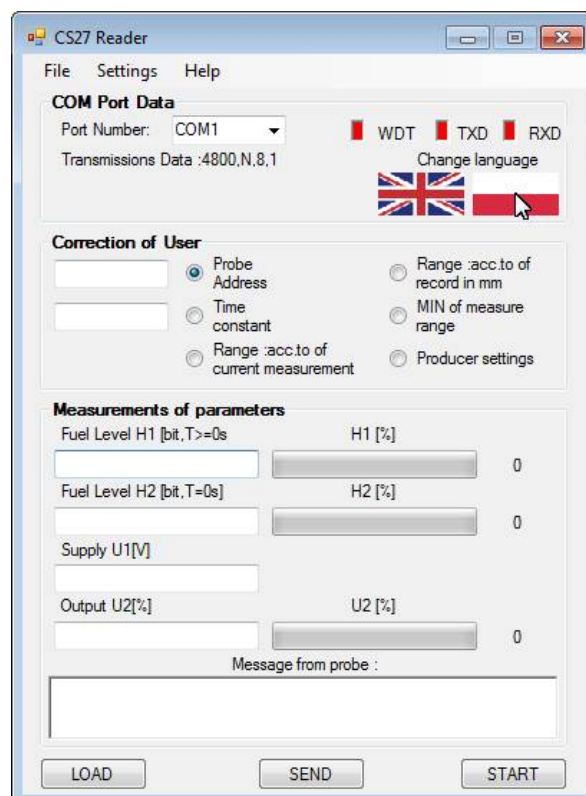 CS27 Reader
File Settings Help
COM Port Data
Port Number: COM1 WDT TXD RXD
Transmissions Data :4800,N,8,1 Change language
Correction of User
Probe
Address
Range :acc.to of
record in mm
Time
constant
MIN of measure
range
Range :acc.to of
current measurement
Producer settings
Measurements of parameters
Fuel Level H1 [bit,T>=0s H1 [%]
0
Fuel Level H2 [bit,T=0s] H2 [%]
0
Supply U1[V]
Output U2[%] U2 [%]
0
Message from probe :
LOAD SEND START